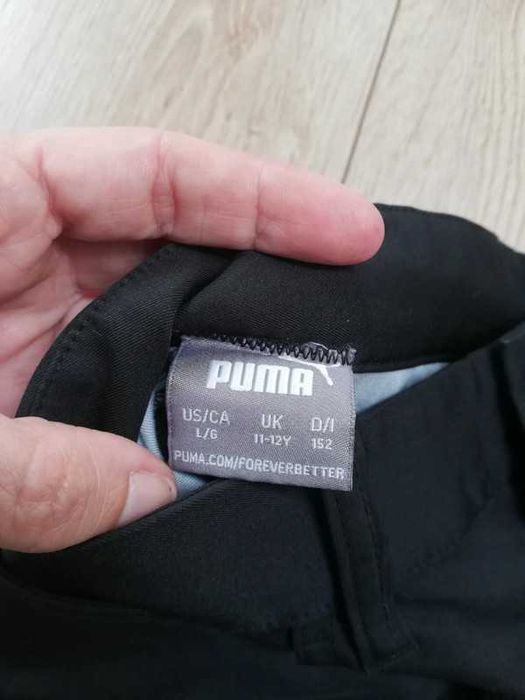 PUMA
US/CA UK D/I
L/G 11-12Y 152
PUMA.COM/FOREVERBETTER